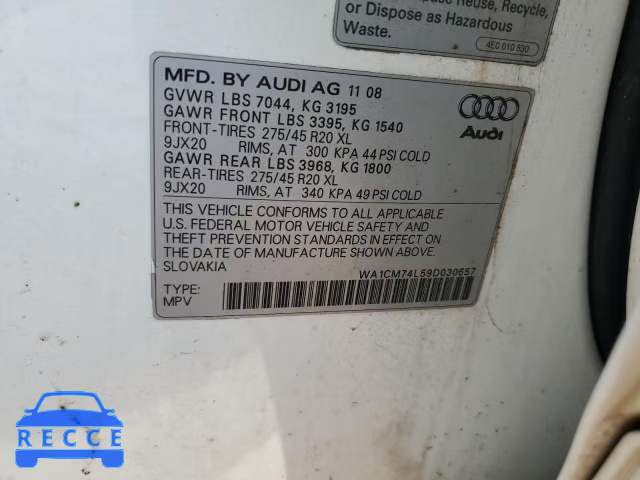 Reuse, Recycle,
or Dispose as Hazardous
Waste.
4E0 010 530
MFD. BY AUDI AG 11 08
GVWR LBS 7044, KG 3195
GAWR FRONT LBS 3395, KG 1540
FRONT-TIRES 275/45 R20 XL
9JX20 RIMS, AT 300 KPA 44 PSI COLD
GAWR REAR LBS 3968, KG 1800
REAR-TIRES 275/45 R20 XL
9JX20 RIMS, AT 340 KPA 49 PSI COLD
Audi
THIS VEHICLE CONFORMS TO ALL APPLICABLE
U.S. FEDERAL MOTOR VEHICLE SAFETY AND
THEFT PREVENTION STANDARDS IN EFFECT ON
THE DATE OF MANUFACTURE SHOWN ABOVE.
SLOVAKIA
WA1CM74L59D030657
TYPE:
MPV
RECCE